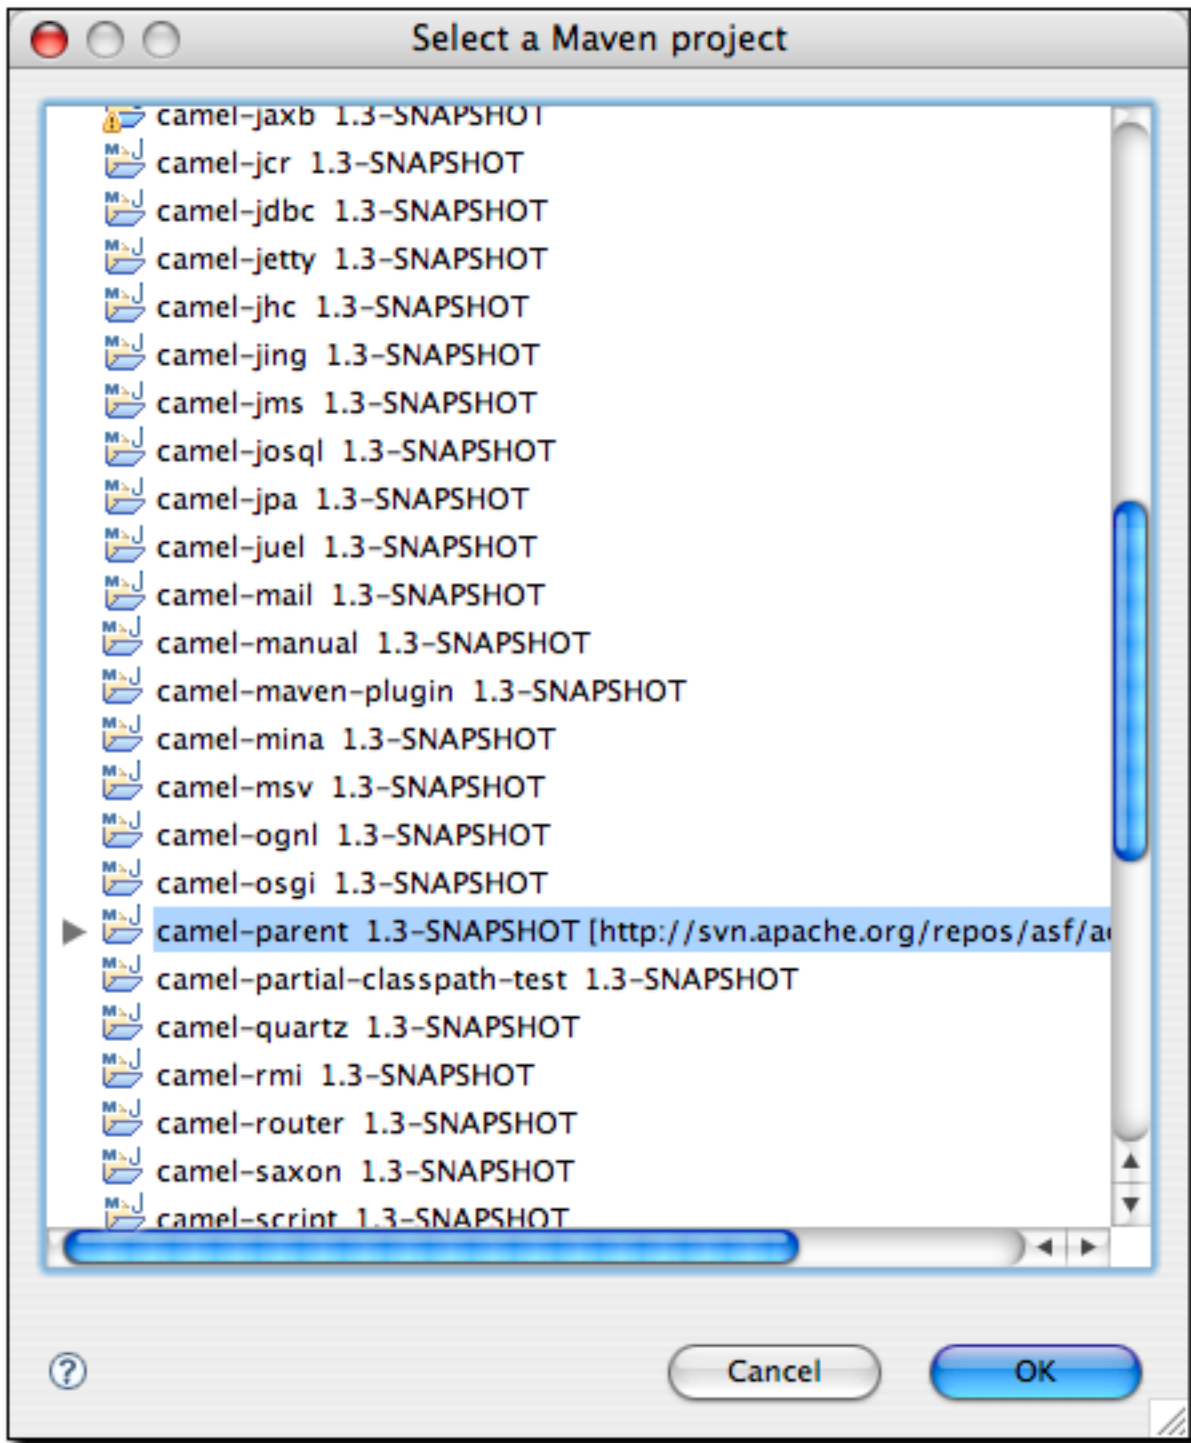 Select a Maven project
camel-jaxb 1.3-SNAPSHOT
camel-jcr 1.3-SNAPSHOT
camel-jdbc 1.3-SNAPSHOT
camel-jetty 1.3-SNAPSHOT
camel-jhc 1.3-SNAPSHOT
camel-jing 1.3-SNAPSHOT
camel-jms 1.3-SNAPSHOT
camel-josql 1.3-SNAPSHOT
camel-jpa 1.3-SNAPSHOT
camel-juel 1.3-SNAPSHOT
camel-mail 1.3-SNAPSHOT
camel-manual 1.3-SNAPSHOT
camel-maven-plugin 1.3-SNAPSHOT
camel-mina 1.3-SNAPSHOT
camel-msv 1.3-SNAPSHOT
camel-ognl 1.3-SNAPSHOT
camel-osgi 1.3-SNAPSHOT
camel-parent 1.3-SNAPSHOT [http://svn.apache.org/repos/asf/a
camel-partial-classpath-test 1.3-SNAPSHOT
camel-quartz 1.3-SNAPSHOT
camel-rmi 1.3-SNAPSHOT
camel-router 1.3-SNAPSHOT
camel-saxon 1.3-SNAPSHOT
camel-script 1.3-SNAPSHOT
? Cancel OK